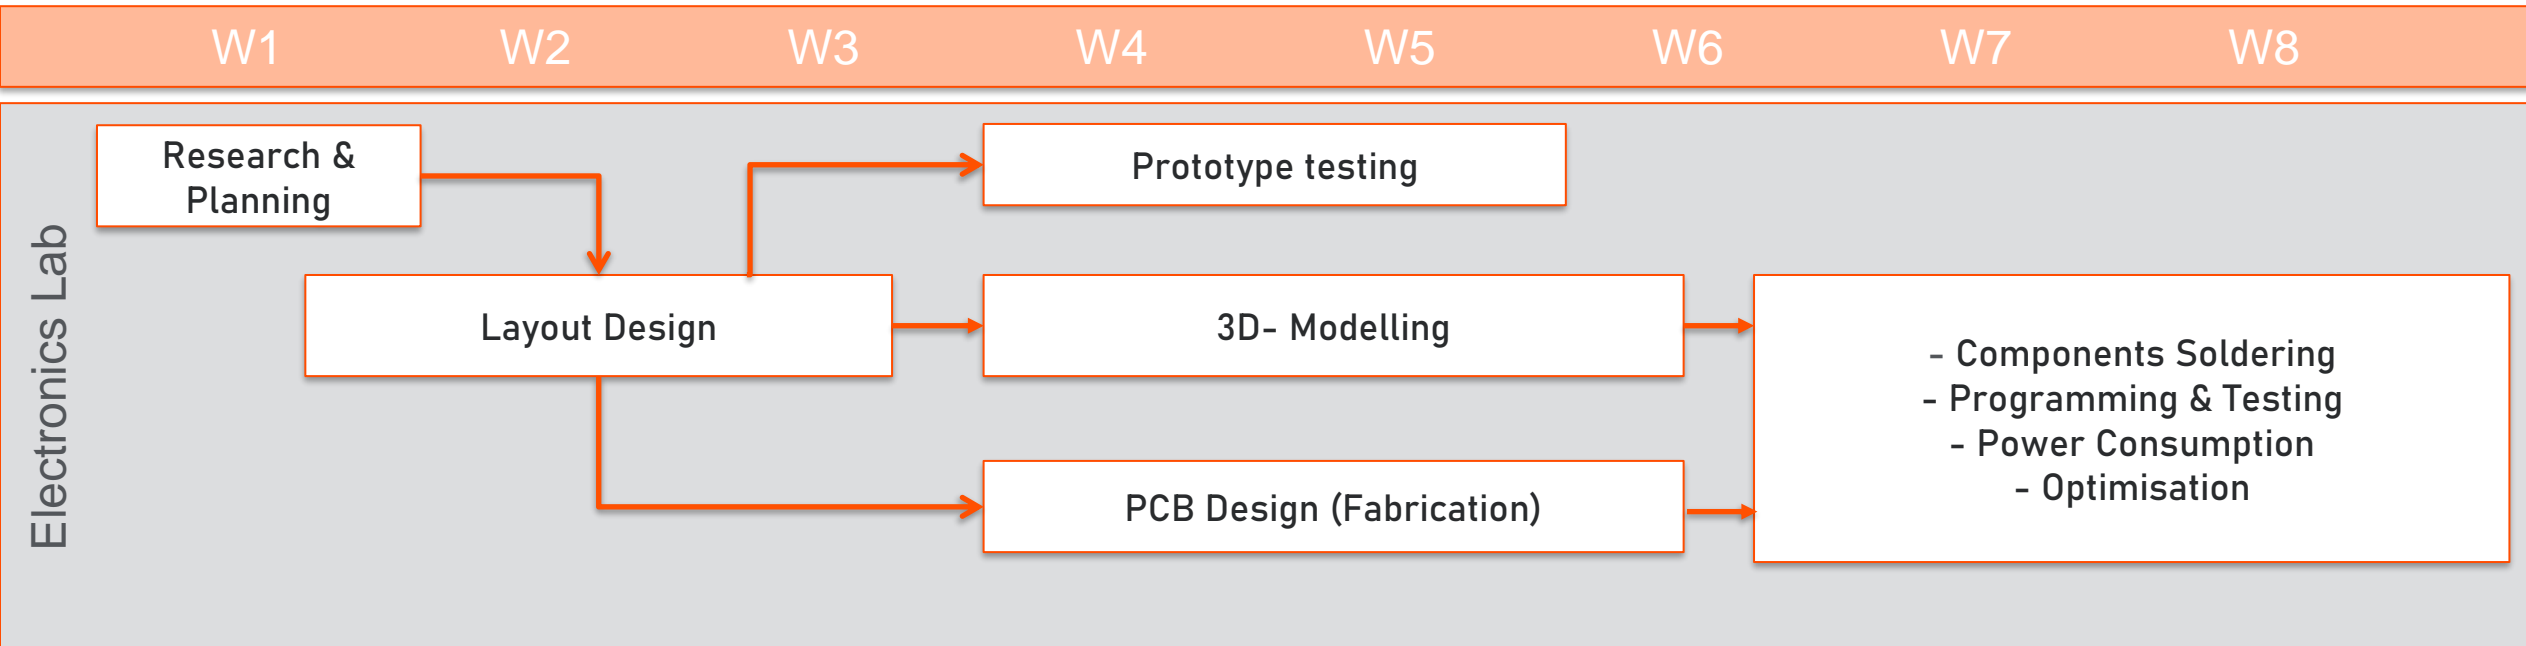 W1 W2 W3 W4 W5 W6 W7 W8
Electronics Lab
Research &
Planning
Prototype testing
Layout Design
3D- Modelling
PCB Design (Fabrication)
- Components Soldering
- Programming & Testing
- Power Consumption
- Optimisation